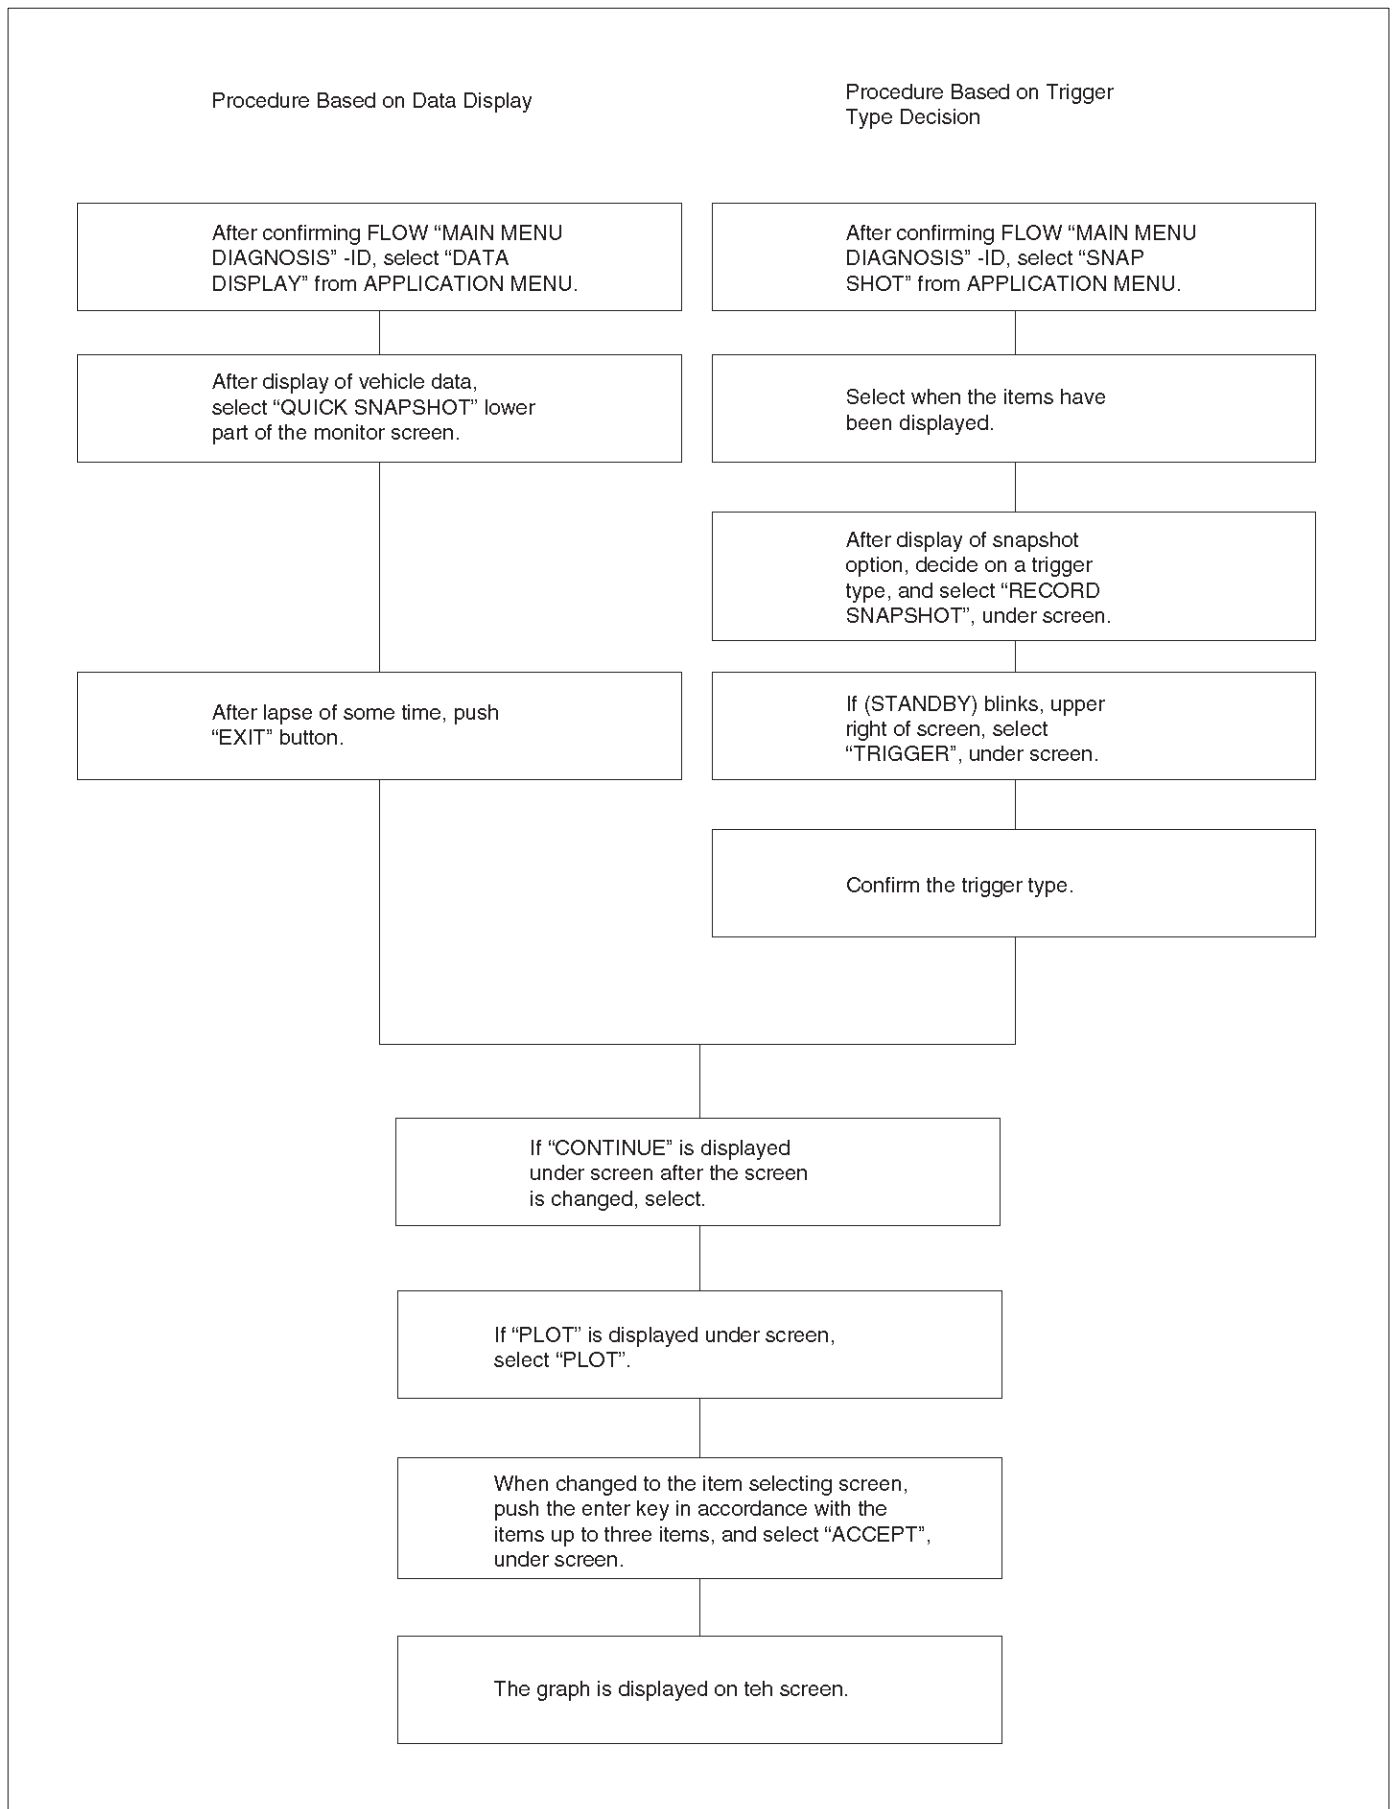 Procedure Based on Data Display
Procedure Based on Trigger
Type Decision
After confirming FLOW “MAIN MENU
DIAGNOSIS” -ID, select “DATA
DISPLAY” from APPLICATION MENU.
After confirming FLOW “MAIN MENU
DIAGNOSIS” -ID, select “SNAP
SHOT” from APPLICATION MENU.
After display of vehicle data,
select “QUICK SNAPSHOT” lower
part of the monitor screen.
Select when the items have
been displayed.
After display of snapshot
option, decide on a trigger
type, and select “RECORD
SNAPSHOT”, under screen.
After lapse of some time, push
“EXIT” button.
If (STANDBY) blinks, upper
right of screen, select
“TRIGGER”, under screen.
Confirm the trigger type.
If “CONTINUE” is displayed
under screen after the screen
is changed, select.
If “PLOT” is displayed under screen,
select “PLOT”.
When changed to the item selecting screen,
push the enter key in accordance with the
items up to three items, and select “ACCEPT”,
under screen.
The graph is displayed on teh screen.